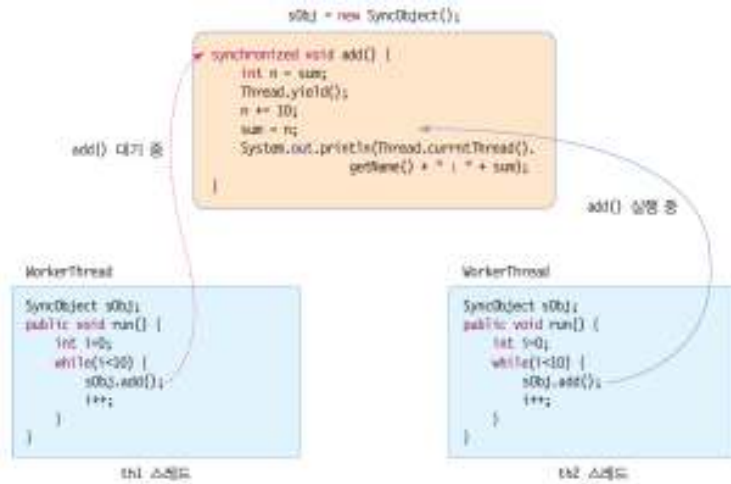 sObj = new SyncObject();
synchronized void add() {
int n = sum;
Thread.yield();
n += 10;
sum = n;
System.out.println(Thread.currntThread().
getName() + " : " + sum);
}
add() 대기 중
add() 실행 중
WorkerThread
SyncObject sObj;
public void run() {
int i=0;
while(i<10) {
sObj.add();
i++;
}
}
th1 스레드
WorkerThread
SyncObject sObj;
public void run() {
int i=0;
while(i<10) {
sObj.add();
i++;
}
}
th2 스레드